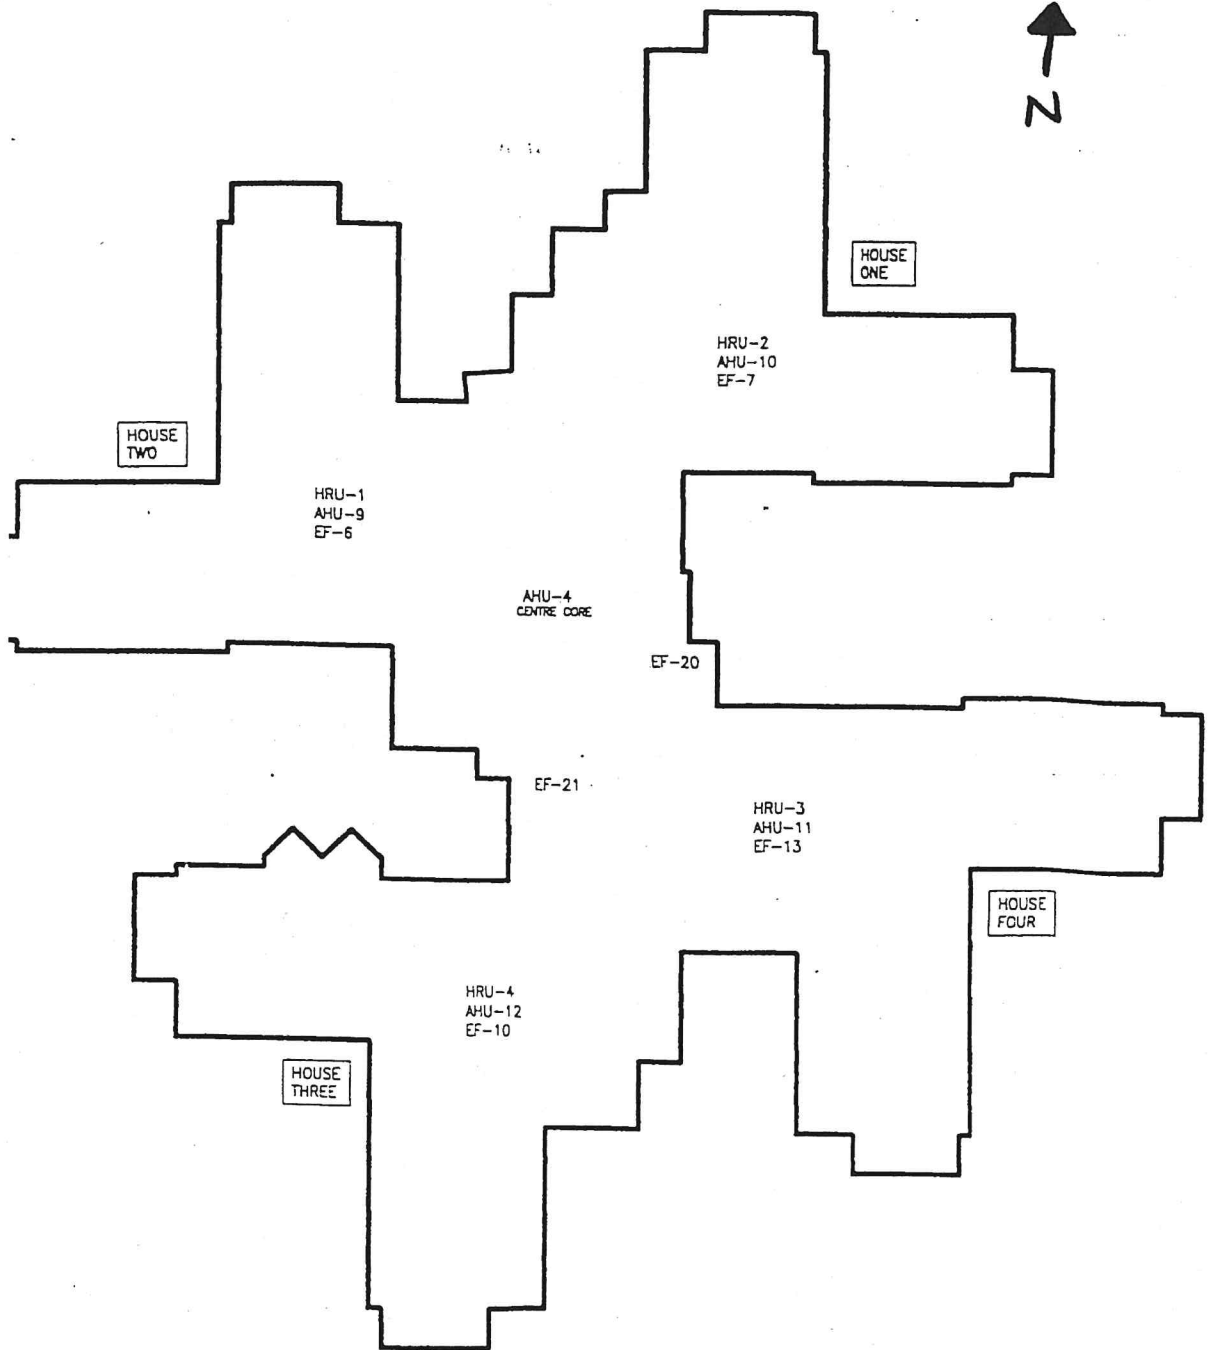 N
HOUSE
ONE
HRU-2
AHU-10
EF-7
HOUSE
TWO
HRU-1
AHU-9
EF-6
AHU-4
CENTRE CORE
EF-20
EF-21
HRU-3
AHU-11
EF-13
HOUSE
FOUR
HRU-4
AHU-12
EF-10
HOUSE
THREE